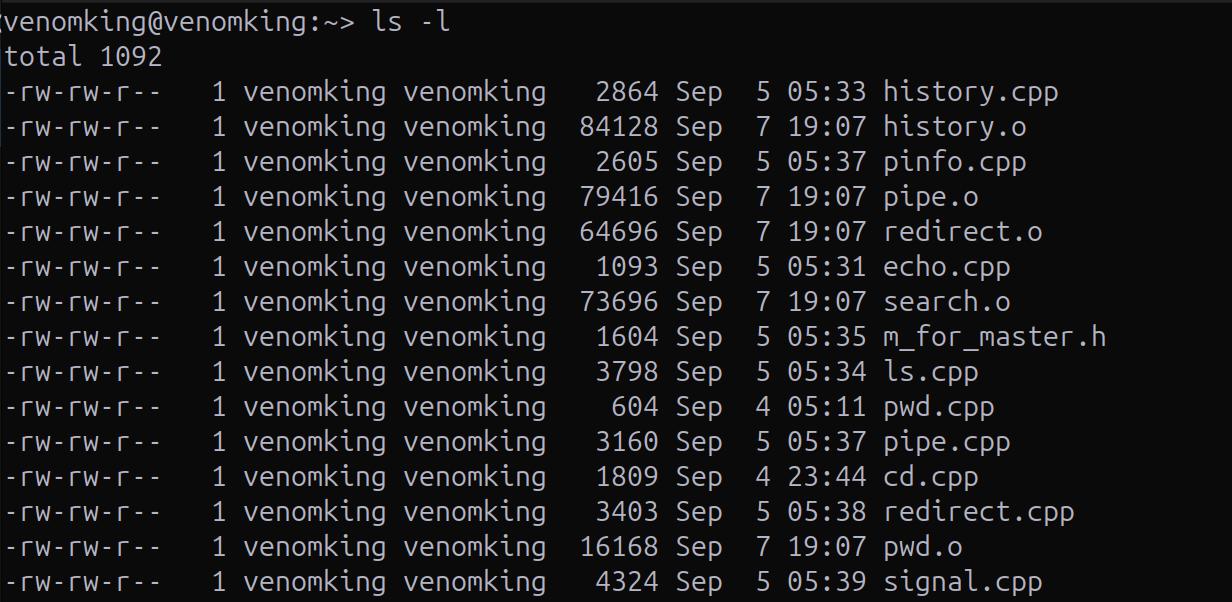 venomking@venomking:~> ls -l
total 1092
-rw-rw-r--   1 venomking venomking   2864 Sep  5 05:33 history.cpp
-rw-rw-r--   1 venomking venomking  84128 Sep  7 19:07 history.o
-rw-rw-r--   1 venomking venomking   2605 Sep  5 05:37 pinfo.cpp
-rw-rw-r--   1 venomking venomking  79416 Sep  7 19:07 pipe.o
-rw-rw-r--   1 venomking venomking  64696 Sep  7 19:07 redirect.o
-rw-rw-r--   1 venomking venomking   1093 Sep  5 05:31 echo.cpp
-rw-rw-r--   1 venomking venomking  73696 Sep  7 19:07 search.o
-rw-rw-r--   1 venomking venomking   1604 Sep  5 05:35 m_for_master.h
-rw-rw-r--   1 venomking venomking   3798 Sep  5 05:34 ls.cpp
-rw-rw-r--   1 venomking venomking    604 Sep  4 05:11 pwd.cpp
-rw-rw-r--   1 venomking venomking   3160 Sep  5 05:37 pipe.cpp
-rw-rw-r--   1 venomking venomking   1809 Sep  4 23:44 cd.cpp
-rw-rw-r--   1 venomking venomking   3403 Sep  5 05:38 redirect.cpp
-rw-rw-r--   1 venomking venomking  16168 Sep  7 19:07 pwd.o
-rw-rw-r--   1 venomking venomking   4324 Sep  5 05:39 signal.cpp